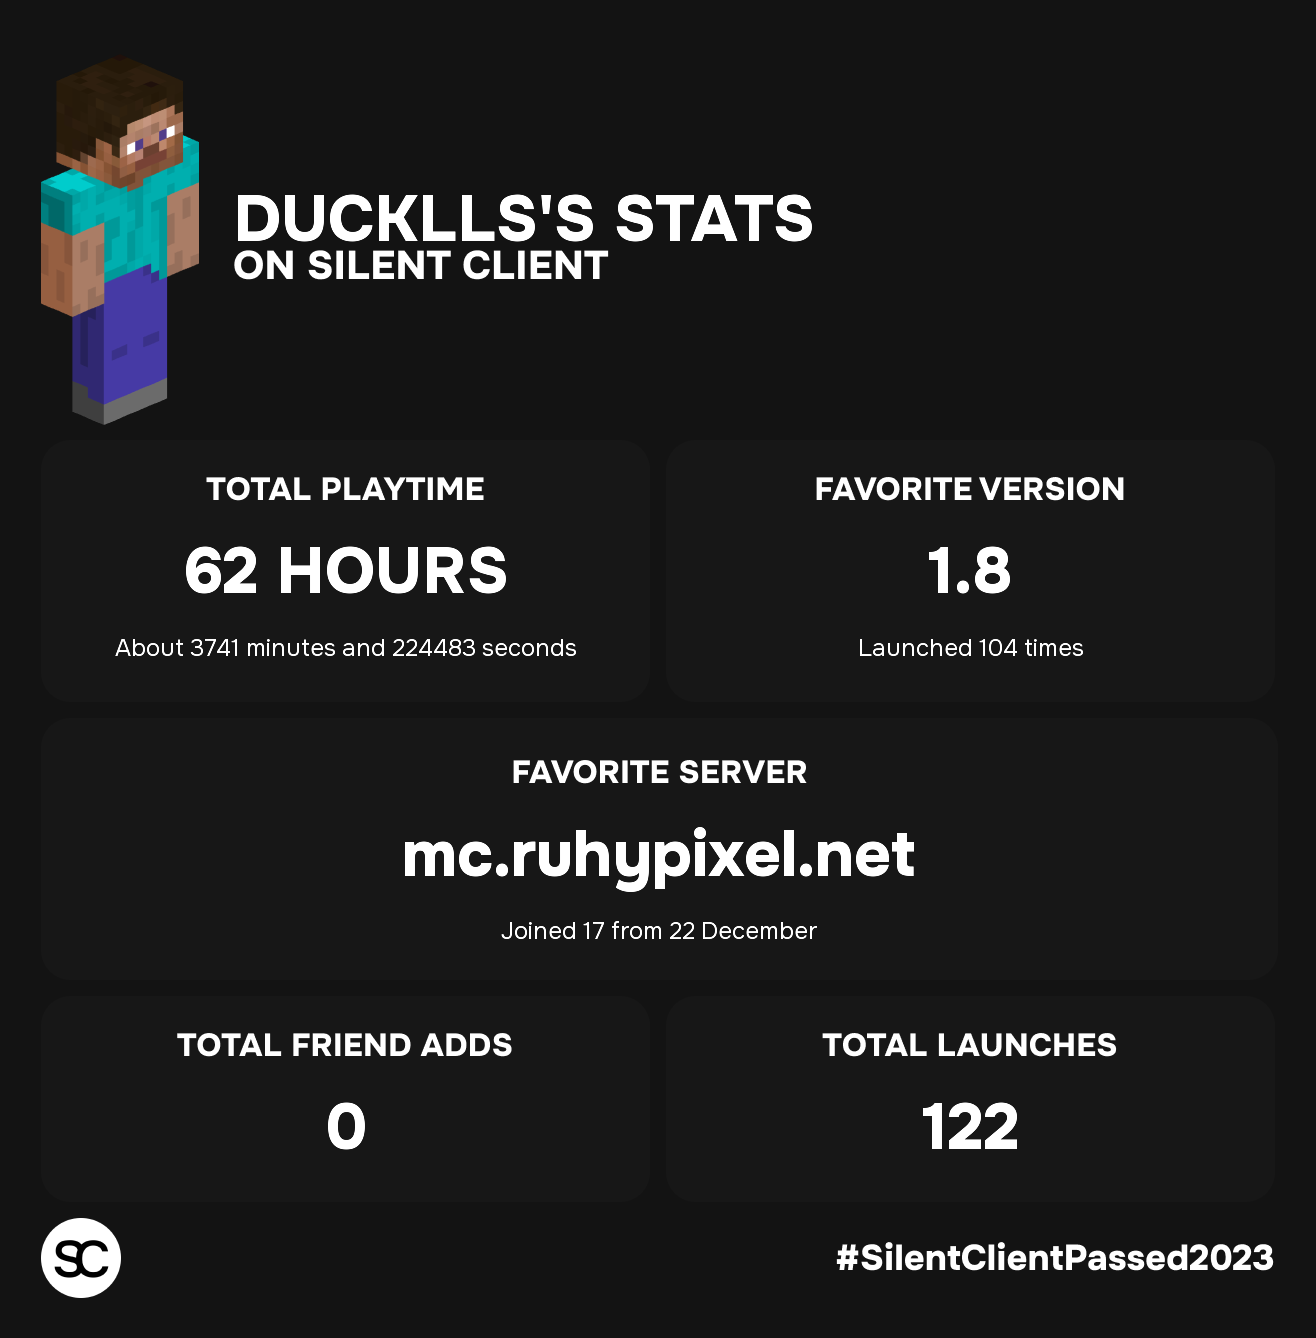 DUCKLLS'S STATS
ON SILENT CLIENT
TOTAL PLAYTIME
62 HOURS
About 3741 minutes and 224483 seconds
FAVORITE VERSION
1.8
Launched 104 times
FAVORITE SERVER
mc.ruhypixel.net
Joined 17 from 22 December
TOTAL FRIEND ADDS
0
TOTAL LAUNCHES
122
SC
#SilentClientPassed2023